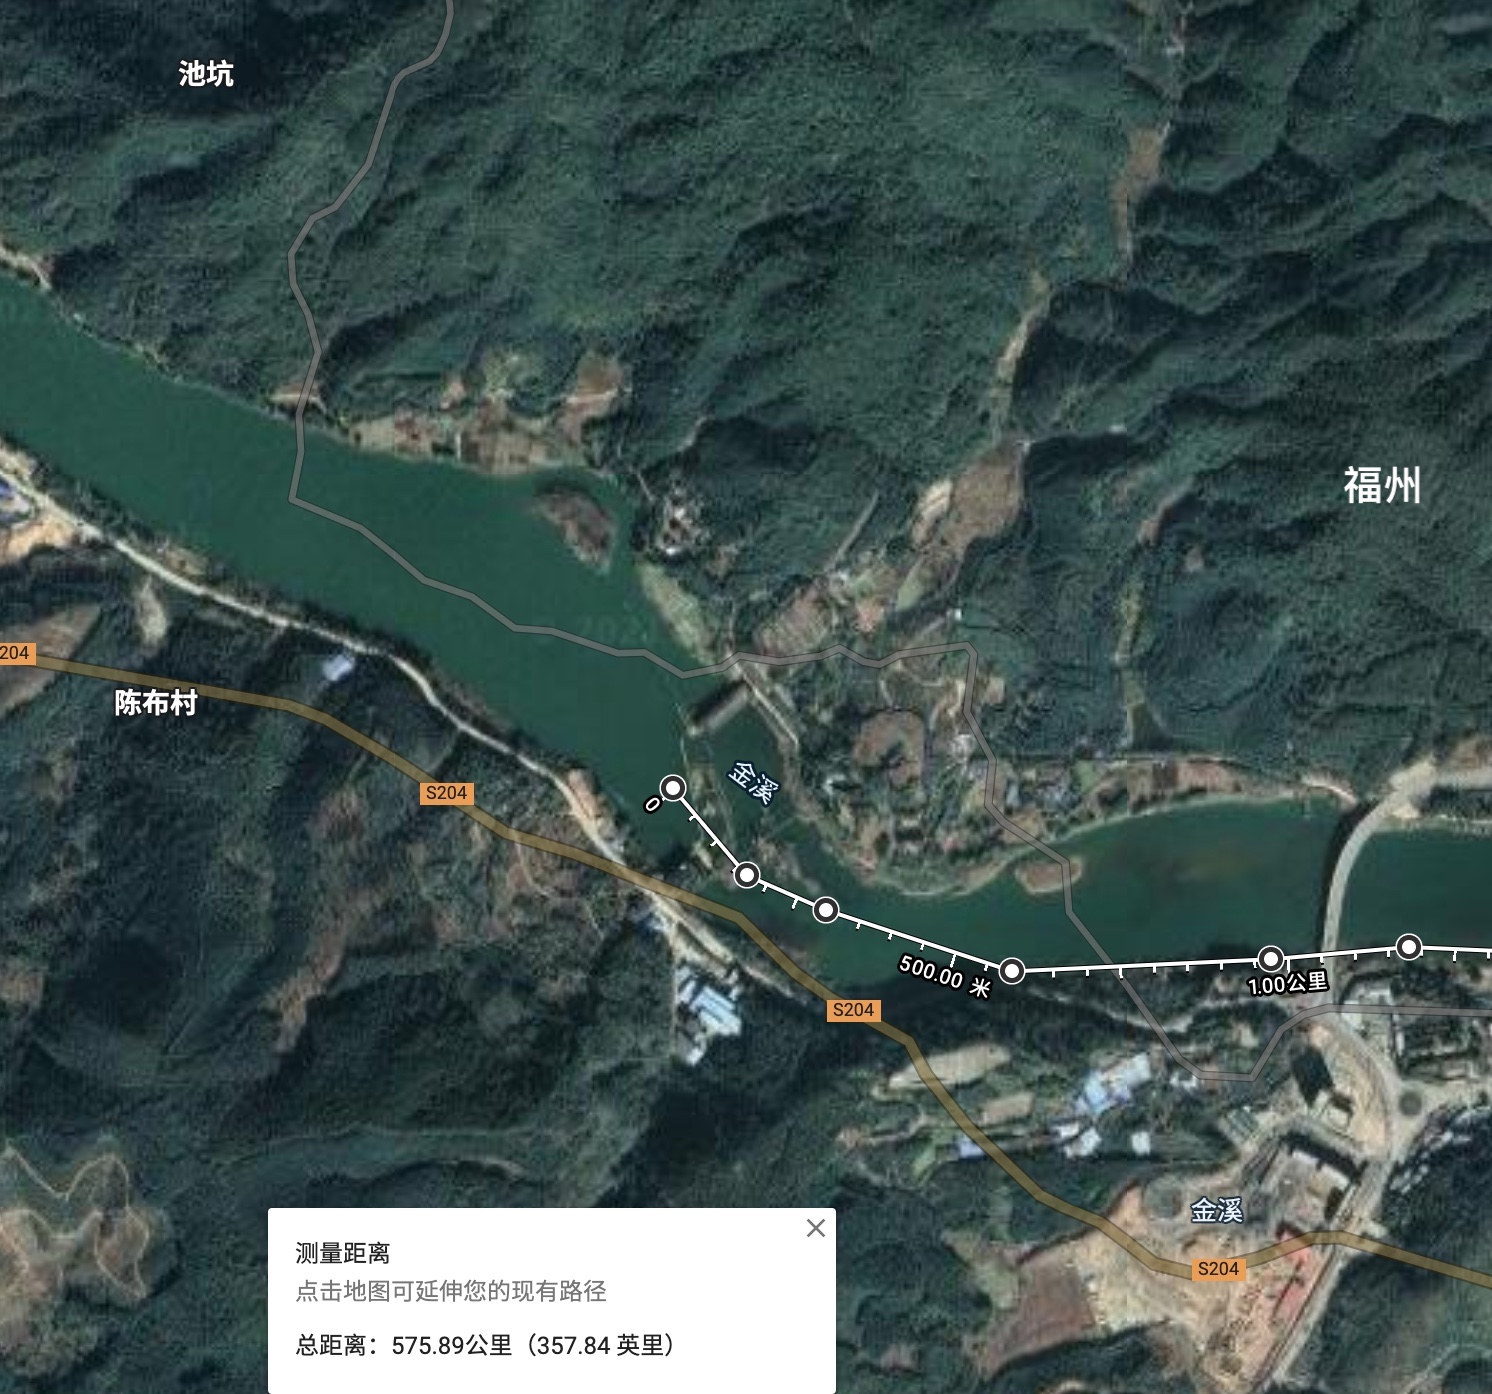 池坑
福州
204
陈布村
S204
金溪
0
500.00 米
1.00公里
S204
金溪
S204
测量距离
点击地图可延伸您的现有路径
总距离：575.89公里（357.84 英里）